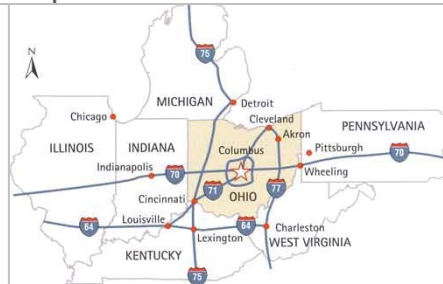 N
75
MICHIGAN
Detroit
Chicago
Cleveland
Akron
PENNSYLVANIA
ILLINOIS
INDIANA
Columbus
Pittsburgh
70
Indianapolis
70
Wheeling
71
77
Cincinnati
OHIO
Louisville
64
64
Charleston
Lexington
WEST VIRGINIA
KENTUCKY
75